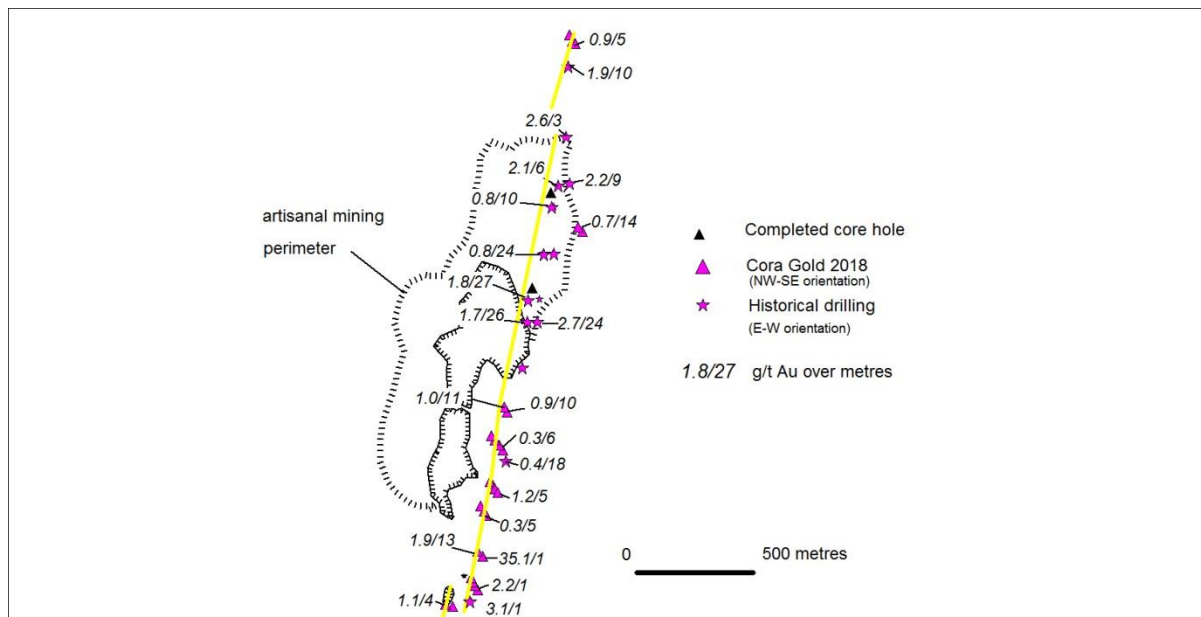 0.9/5
1.9/10
2.6/3
2.1/6
2.2/9
0.8/10
0.7/14
artisanal mining
perimeter
0.8/24
1.8/27
1.7/26
2.7/24
1.0/11
0.9/10
0.3/6
0.4/18
1.2/5
0.3/5
1.9/13
35.1/1
2.2/1
1.1/4
3.1/1
Completed core hole
Cora Gold 2018
(NW-SE orientation)
Historical drilling
(E-W orientation)
1.8/27 g/t Au over metres
0 500 metres